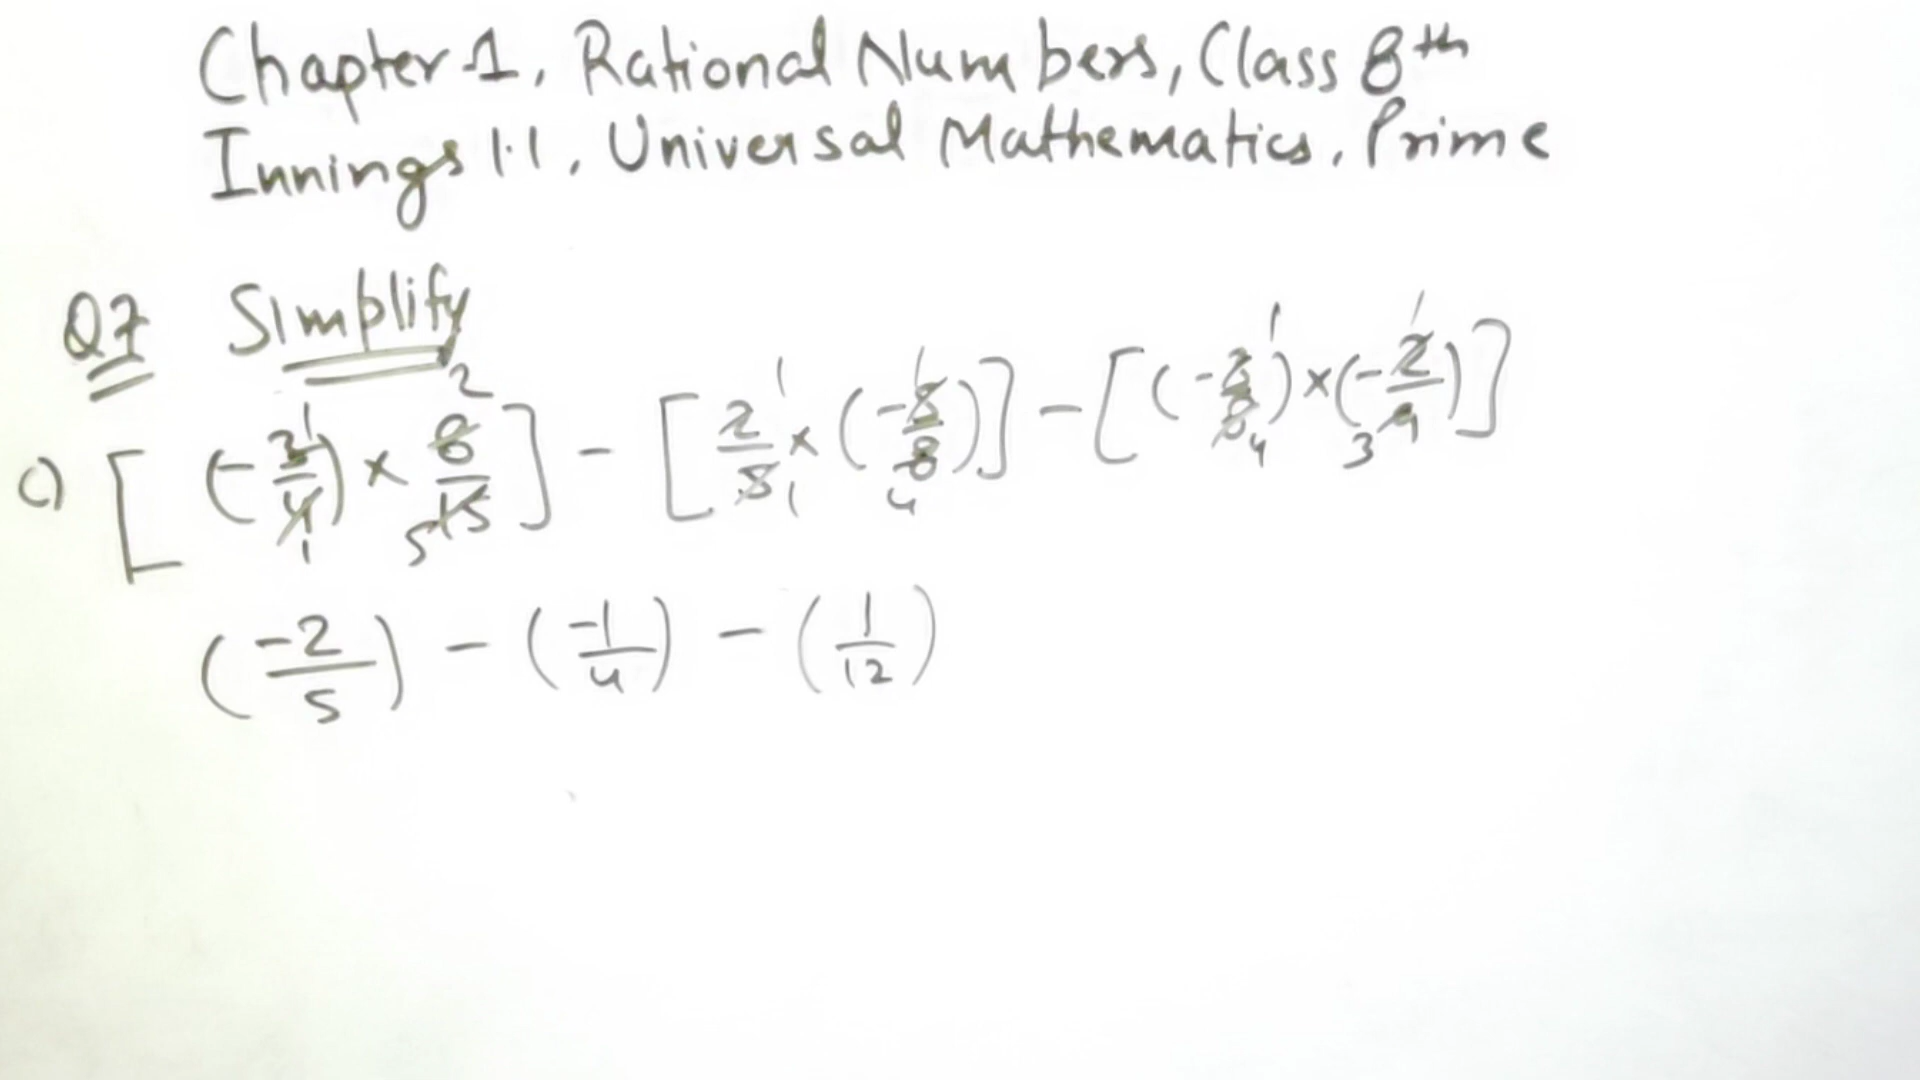 Chapter-1, Rational Numbers, Class 8th
Innings 1.1, Universal Mathematics, Prime
Q7 Simplify
c) [(-3/4) × 8/15] - [2/5 × (-5/8)] - [(-3/8) × (-2/9)]
(-2/5) - (-1/4) - (1/12)